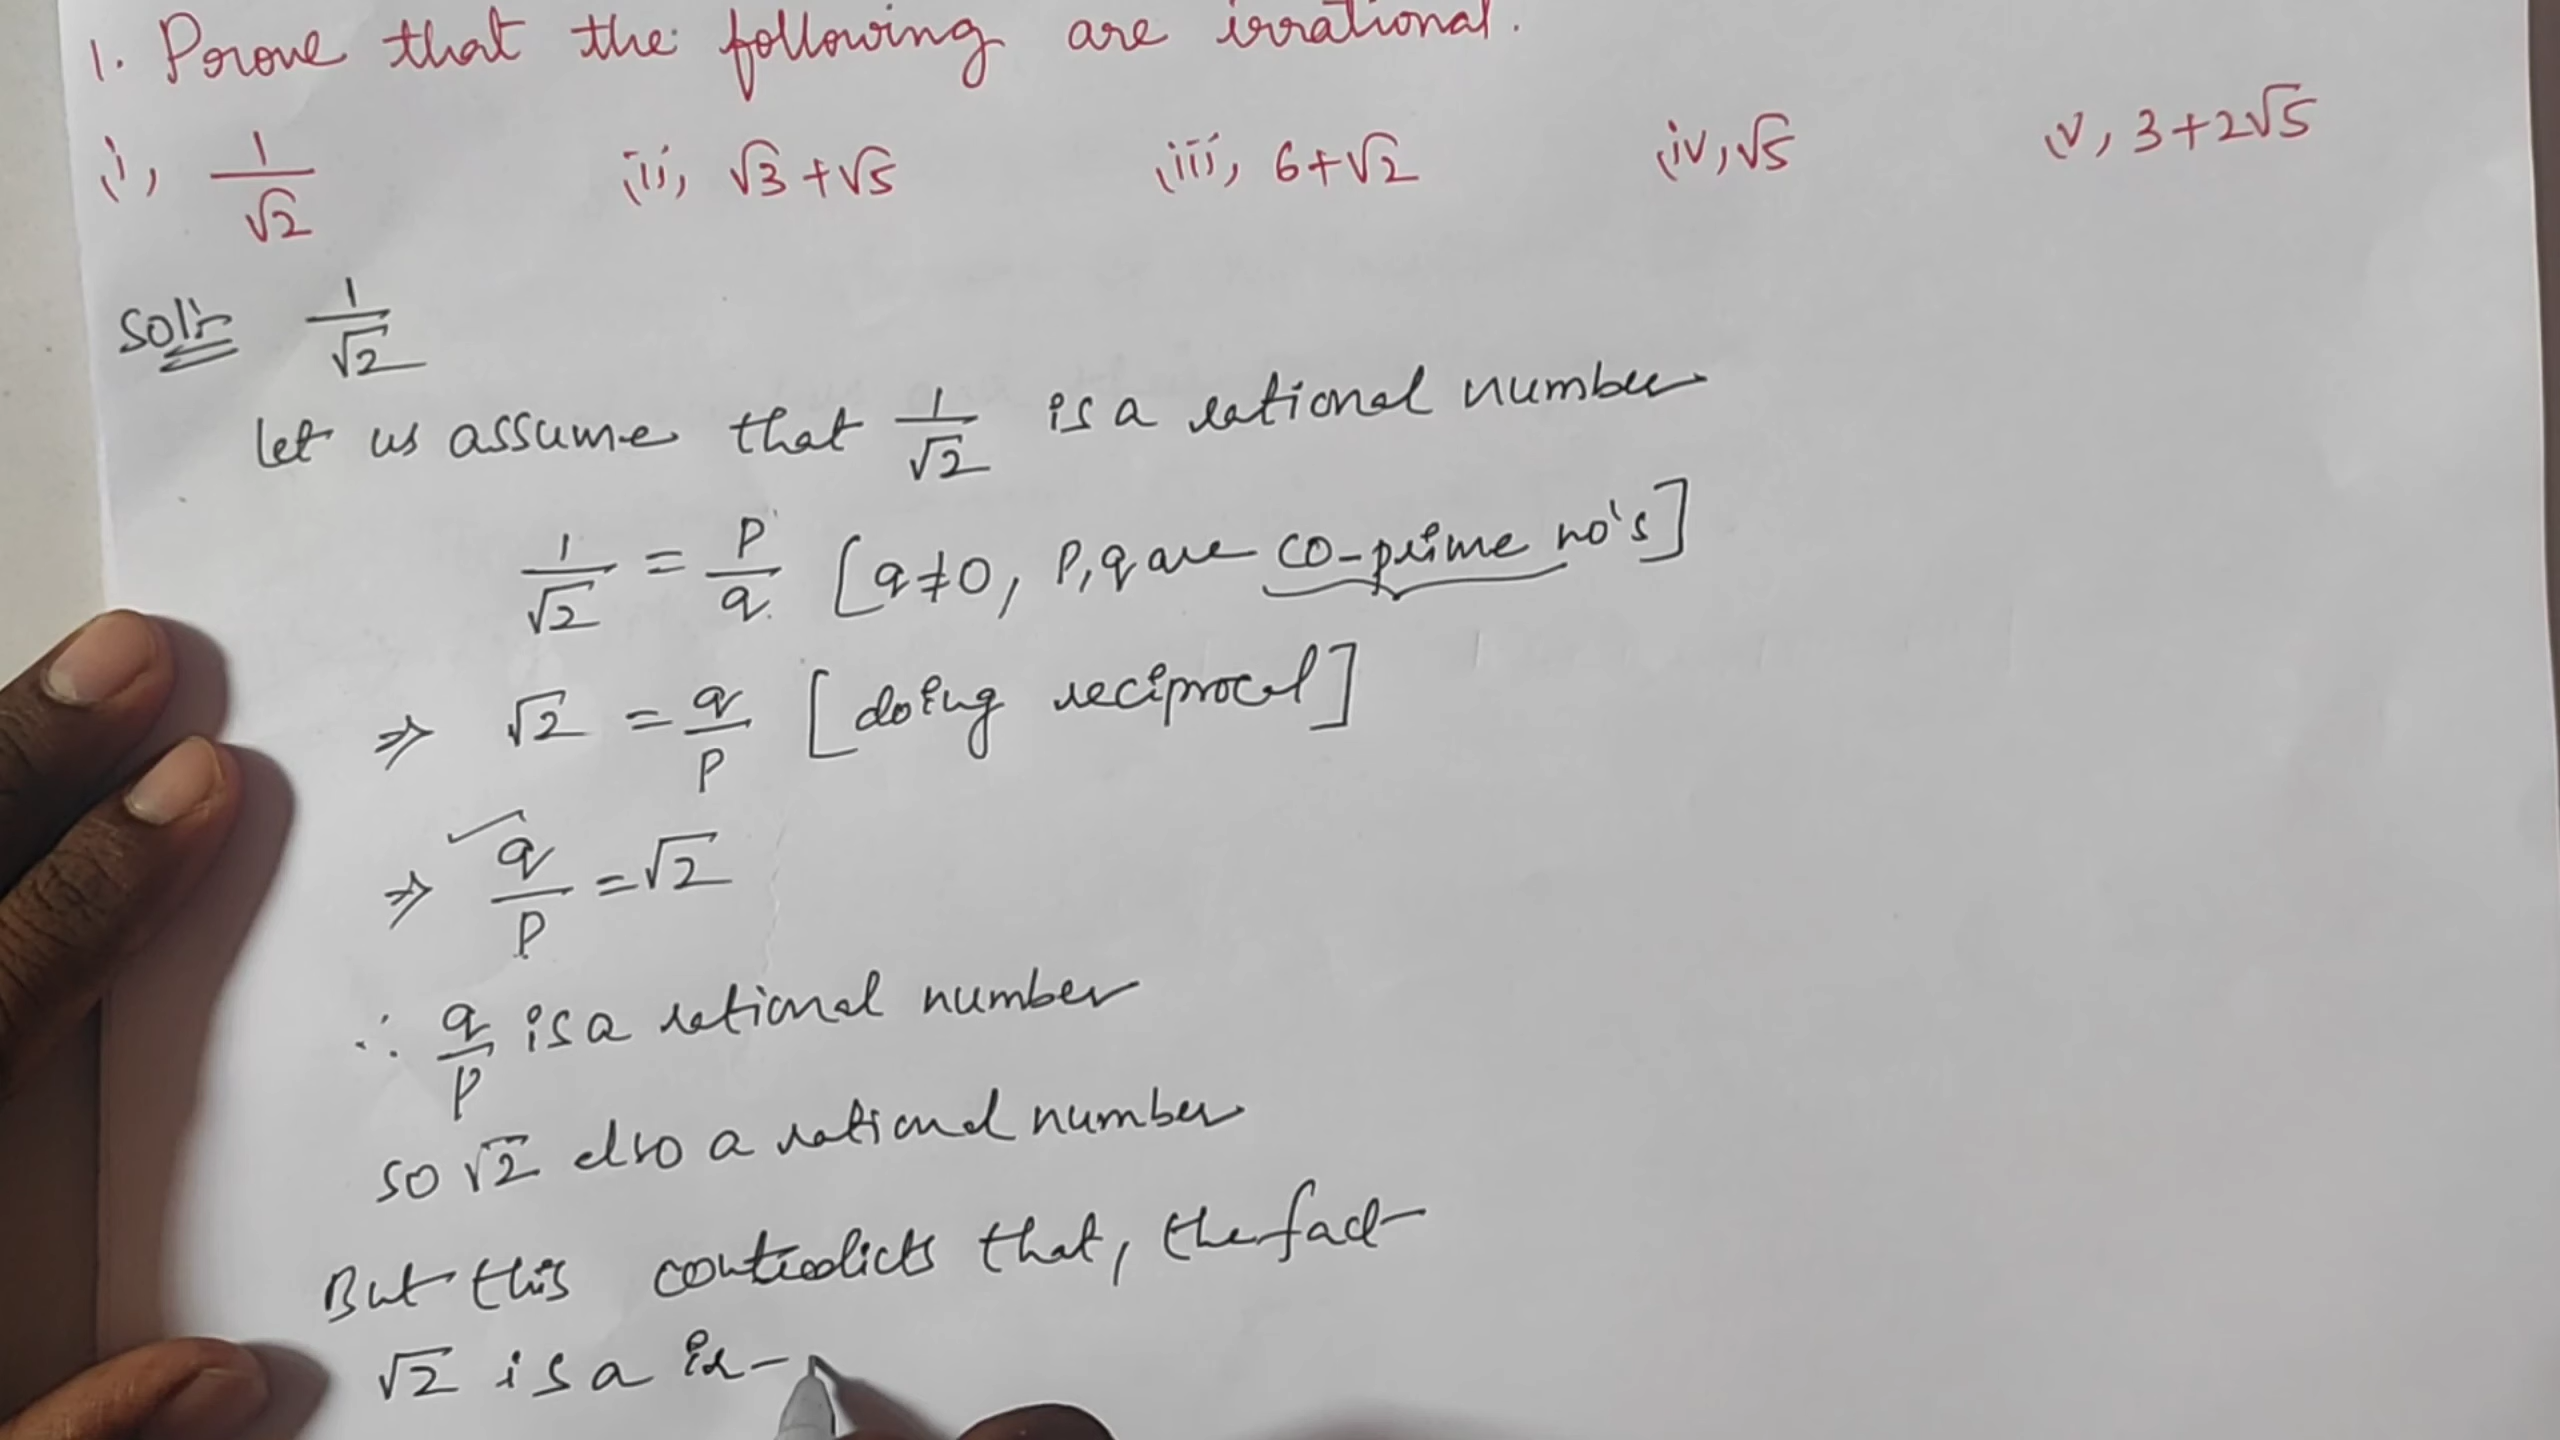 1. Prove that the following are irrational.
(i), 1/√2 (ii), √3+√5 (iii), 6+√2 (iv), √5 (v), 3+2√5
Sol:- 1/√2
let us assume that 1/√2 is a rational number
1/√2 = P/q [q≠0, P,q are co-prime no's]
⇒ √2 = q/P [doing reciprocal]
⇒ q/P = √2
∴ q/P is a rational number
so √2 also a rational number
But this contradicts that, the fact
√2 is a ir-